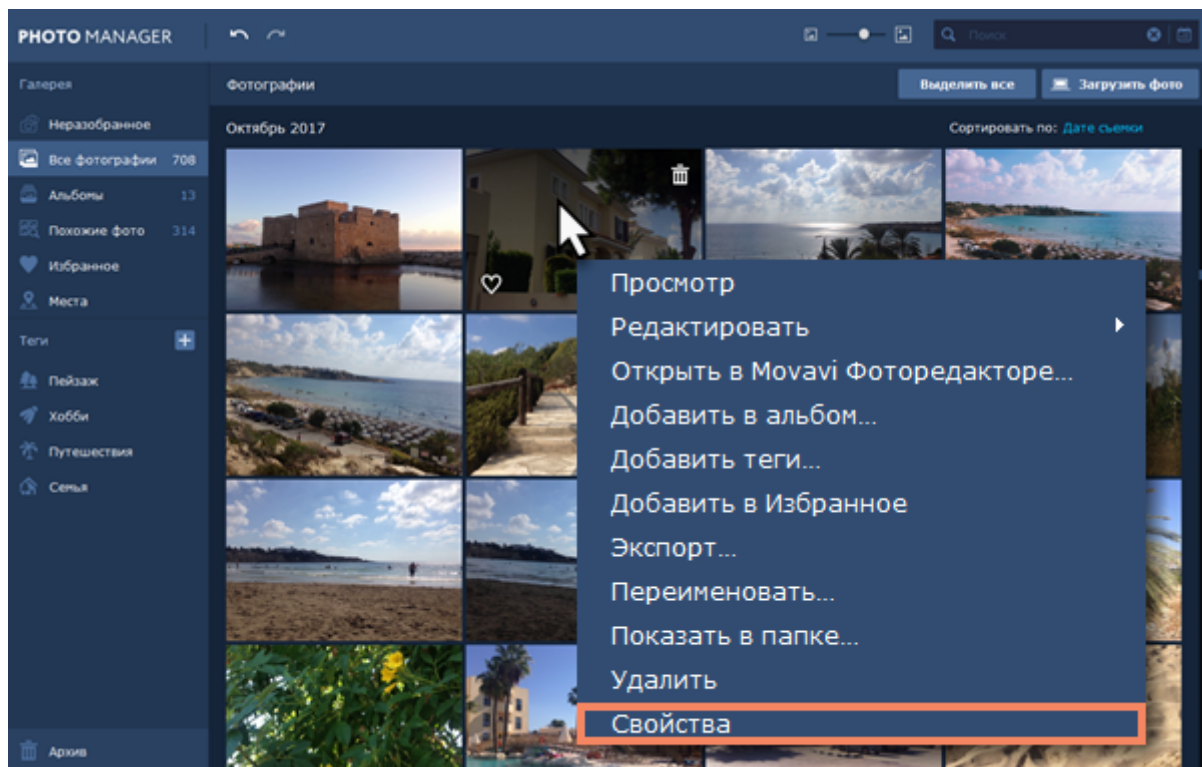 PHOTO MANAGER
Поиск
Галерея
Фотографии
Выделить все
Загрузить фото
Неразобранное
Октябрь 2017
Сортировать по: Дате съемки
Все фотографии 708
Альбомы 13
Похожие фото 314
Избранное
Места
Теги
Пейзаж
Хобби
Путешествия
Семья
Архив
Просмотр
Редактировать
Открыть в Movavi Фоторедакторе...
Добавить в альбом...
Добавить теги...
Добавить в Избранное
Экспорт...
Переименовать...
Показать в папке...
Удалить
Свойства